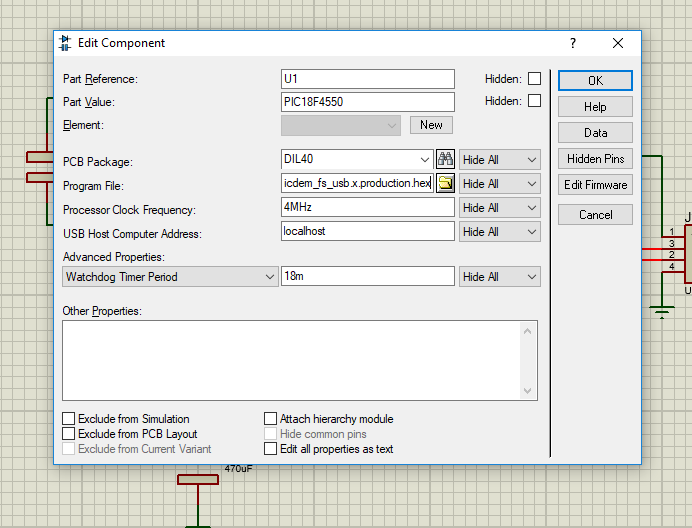 Edit Component
?
Part Reference: U1 Hidden:
Part Value: PIC18F4550 Hidden:
Element: New
PCB Package: DIL40 Hide All
Program File: icdem_fs_usb.x.production.hex Hide All
Processor Clock Frequency: 4MHz Hide All
USB Host Computer Address: localhost Hide All
Advanced Properties:
Watchdog Timer Period 18m Hide All
Other Properties:
Exclude from Simulation Attach hierarchy module
Exclude from PCB Layout Hide common pins
Exclude from Current Variant Edit all properties as text
OK
Help
Data
Hidden Pins
Edit Firmware
Cancel
J
1
3
2
4
U
470uF